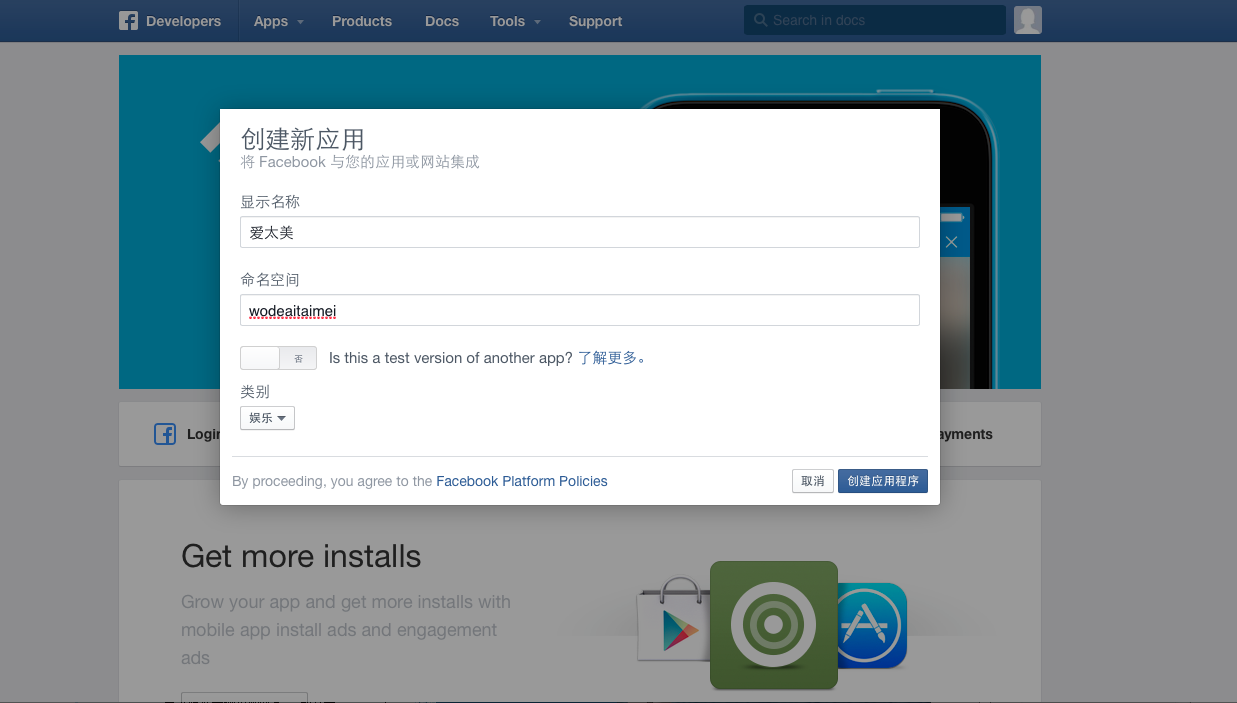 Developers Apps Products Docs Tools Support Search in docs
创建新应用
将 Facebook 与您的应用或网站集成
显示名称
爱太美
命名空间
wodeaitaimei
否 Is this a test version of another app? 了解更多。
类别
娱乐
By proceeding, you agree to the Facebook Platform Policies 取消 创建应用程序
Get more installs
Grow your app and get more installs with
mobile app install ads and engagement
ads